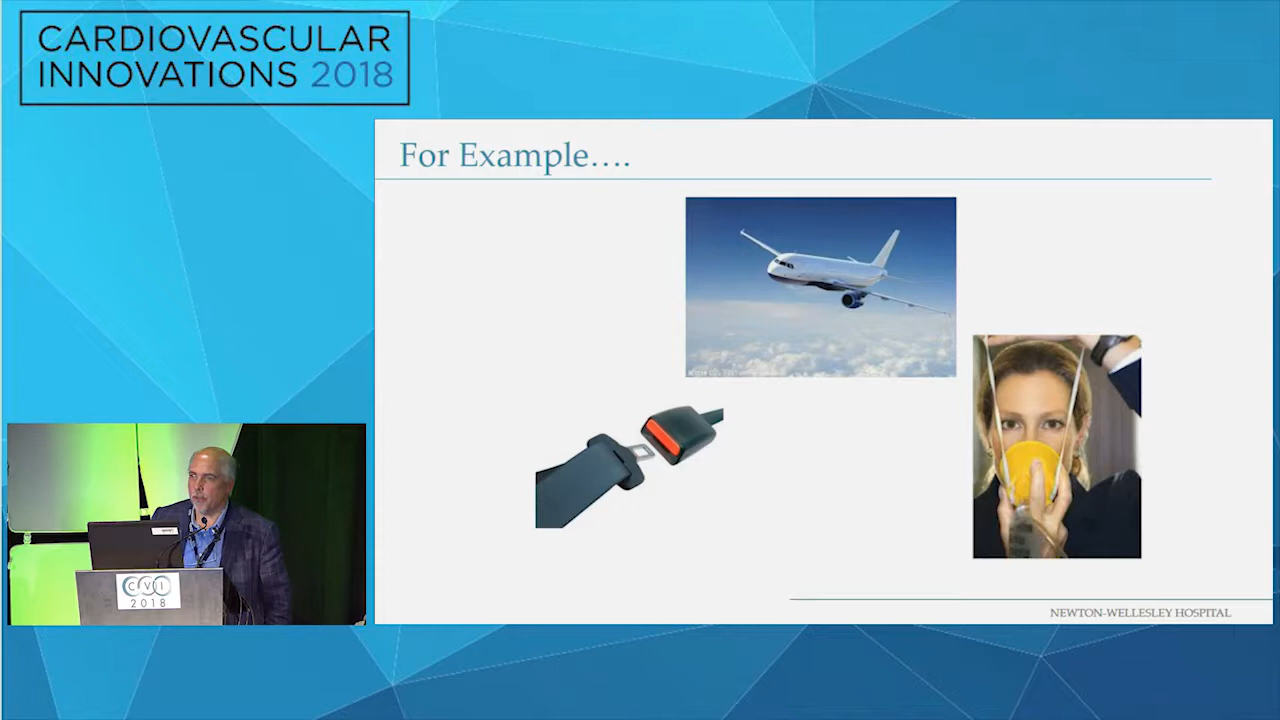 CARDIOVASCULAR
INNOVATIONS 2018
For Example....
CVI
2018
NEWTON-WELLESLEY HOSPITAL